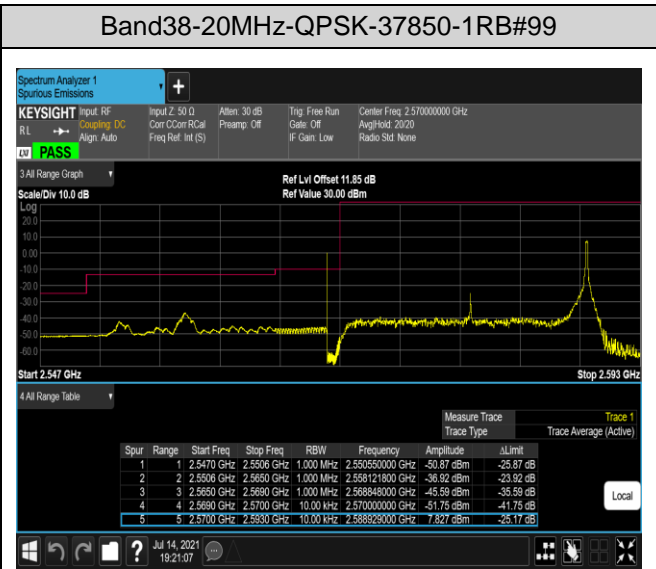 Band38-20MHz-QPSK-37850-1RB#99
Spectrum Analyzer 1
Spurious Emissions
+
KEYSIGHT Input: RF Input Z: 50 Ω Atten: 30 dB Trig: Free Run Center Freq: 2.570000000 GHz
RL Coupling: DC Corr CCorr RCal Preamp: Off Gate: Off Avg|Hold: 20/20
Align: Auto Freq Ref: Int (S) IF Gain: Low Radio Std: None
LXI PASS
3 All Range Graph
Ref Lvl Offset 11.85 dB
Scale/Div 10.0 dB Ref Value 30.00 dBm
Log
20.0
10.0
0.00
-10.0
-20.0
-30.0
-40.0
-50.0
-60.0
Start 2.547 GHz Stop 2.593 GHz
4 All Range Table
Measure Trace Trace 1
Trace Type Trace Average (Active)
Spur Range Start Freq Stop Freq RBW Frequency Amplitude ΔLimit
1 1 2.5470 GHz 2.5506 GHz 1.000 MHz 2.550550000 GHz -50.87 dBm -25.87 dB
2 2 2.5506 GHz 2.5650 GHz 1.000 MHz 2.558121800 GHz -36.92 dBm -23.92 dB
3 3 2.5650 GHz 2.5690 GHz 1.000 MHz 2.568848000 GHz -45.59 dBm -35.59 dB
4 4 2.5690 GHz 2.5700 GHz 10.00 kHz 2.570000000 GHz -51.75 dBm -41.75 dB
5 5 2.5700 GHz 2.5930 GHz 10.00 kHz 2.588929000 GHz 7.827 dBm -25.17 dB
Local
? Jul 14, 2021
19:21:07